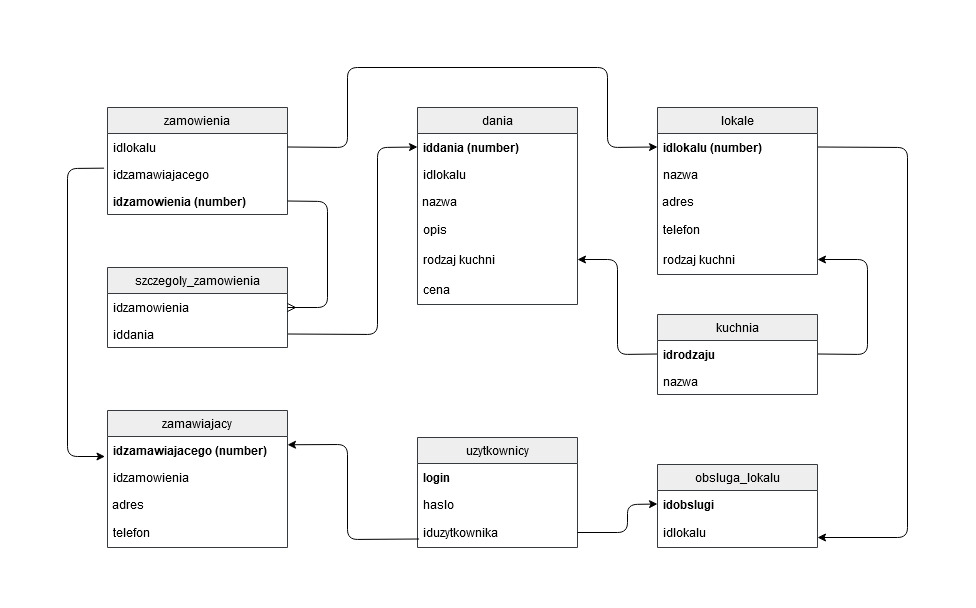 zamowienia
idlokalu
idzamawiajacego
idzamowienia (number)
szczegoly_zamowienia
idzamowienia
iddania
zamawiajacy
idzamawiajacego (number)
idzamowienia
adres
telefon
dania
iddania (number)
idlokalu
nazwa
opis
rodzaj kuchni
cena
uzytkownicy
login
haslo
iduzytkownika
lokale
idlokalu (number)
nazwa
adres
telefon
rodzaj kuchni
kuchnia
idrodzaju
nazwa
obsluga_lokalu
idobslugi
idlokalu